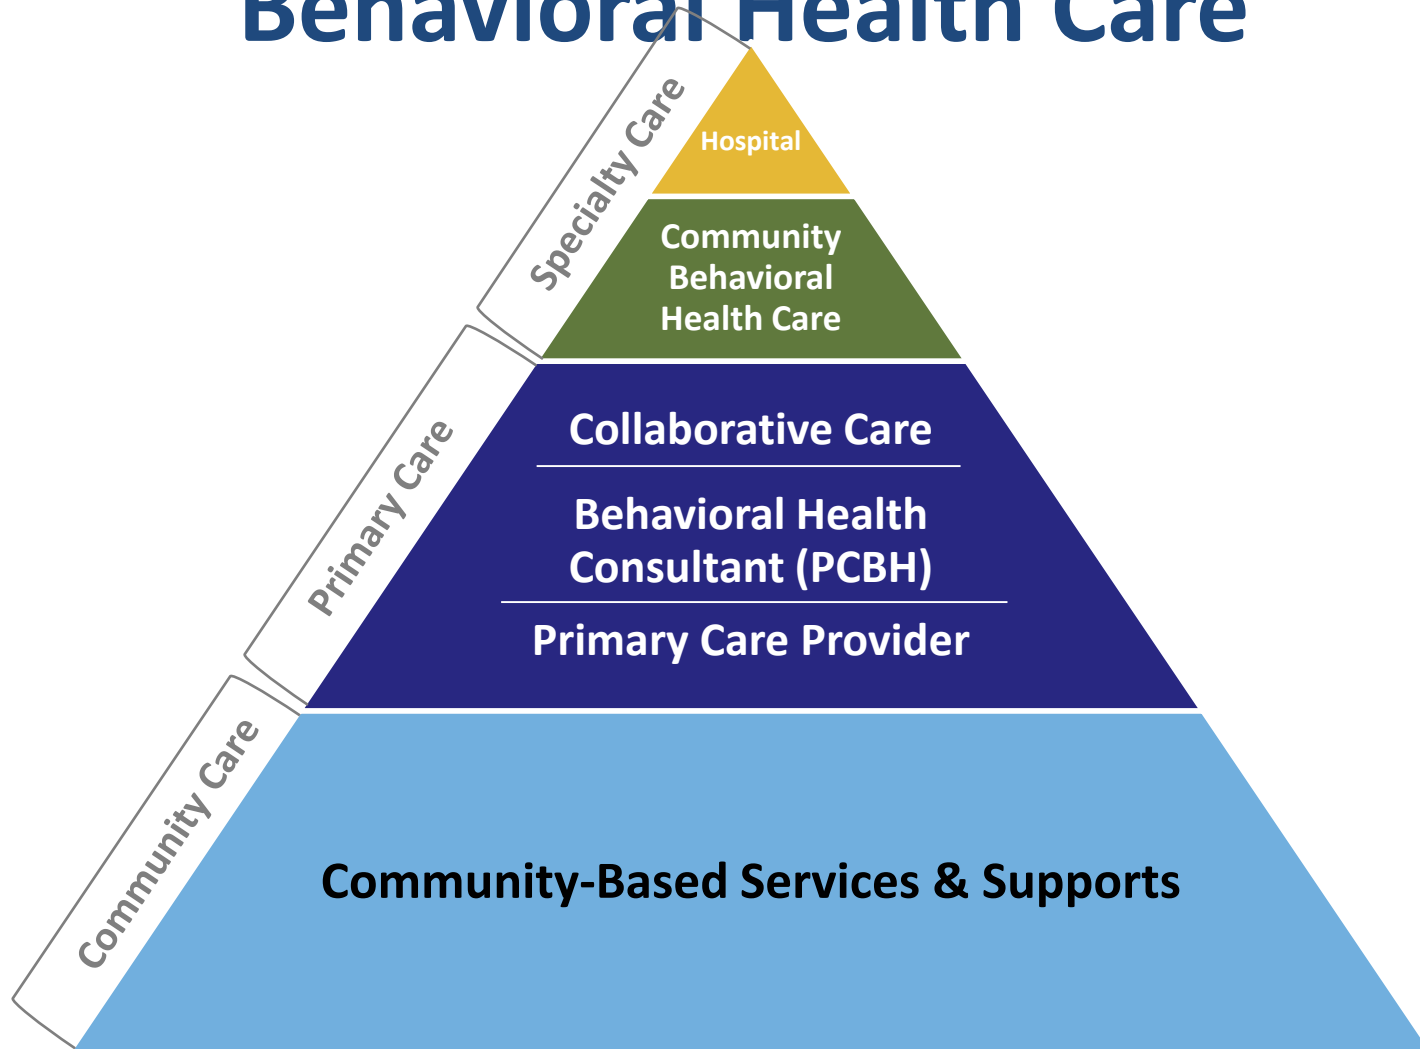 Behavioral Health Care
Specialty Care
Hospital
Community
Behavioral
Health Care
Primary Care
Collaborative Care
Behavioral Health
Consultant (PCBH)
Primary Care Provider
Community Care
Community-Based Services & Supports